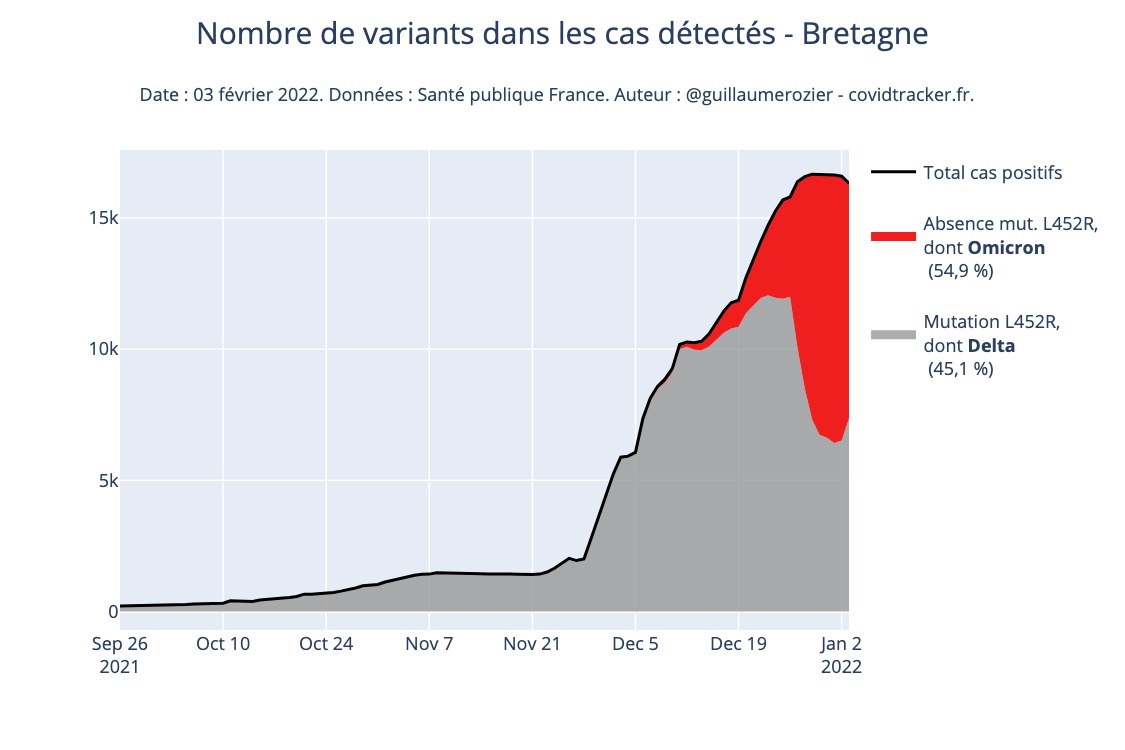 Nombre de variants dans les cas détectés - Bretagne
Date : 03 février 2022. Données : Santé publique France. Auteur : @guillaumerozier - covidtracker.fr.
Total cas positifs
Absence mut. L452R,
dont Omicron
(54,9 %)
Mutation L452R,
dont Delta
(45,1 %)
15k
10k
5k
0
Sep 26
2021
Oct 10
Oct 24
Nov 7
Nov 21
Dec 5
Dec 19
Jan 2
2022